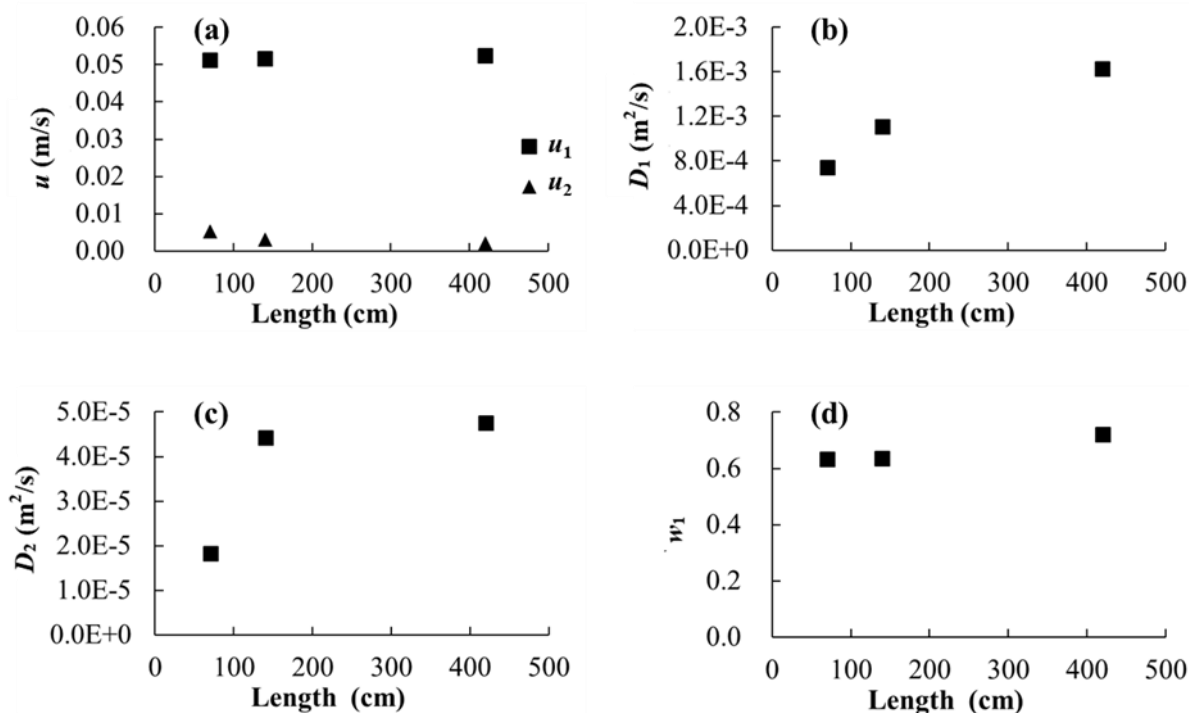 (a)
0.06
0.05
0.04
0.03
0.02
0.01
0.00
u (m/s)
u₁
u₂
0 100 200 300 400 500
Length (cm)
(b)
2.0E-3
1.6E-3
1.2E-3
8.0E-4
4.0E-4
0.0E+0
D₁ (m²/s)
0 100 200 300 400 500
Length (cm)
(c)
5.0E-5
4.0E-5
3.0E-5
2.0E-5
1.0E-5
0.0E+0
D₂ (m²/s)
0 100 200 300 400 500
Length (cm)
(d)
0.8
0.6
0.4
0.2
0.0
w₁
0 100 200 300 400 500
Length (cm)